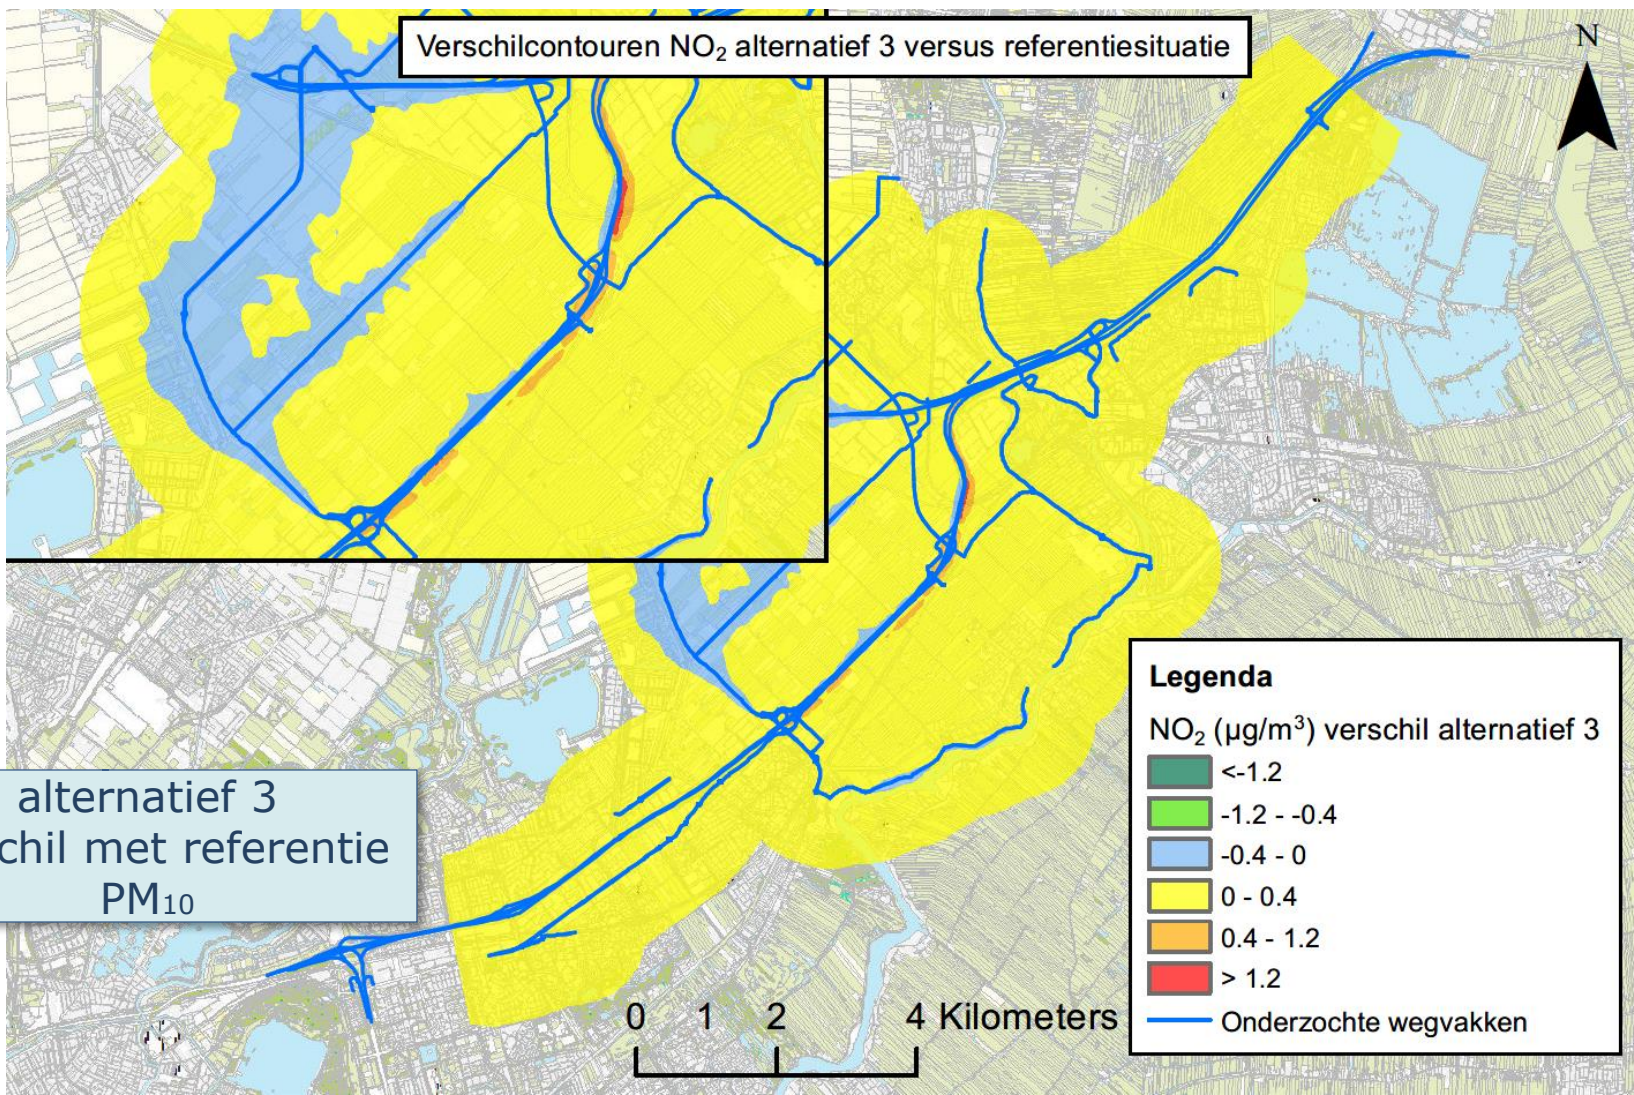 Verschilcontouren NO₂ alternatief 3 versus referentiesituatie
N
alternatief 3
chil met referentie
PM₁₀
Legenda
NO₂ (µg/m³) verschil alternatief 3
<-1.2
-1.2 - -0.4
-0.4 - 0
0 - 0.4
0.4 - 1.2
> 1.2
Onderzochte wegvakken
0 1 2 4 Kilometers